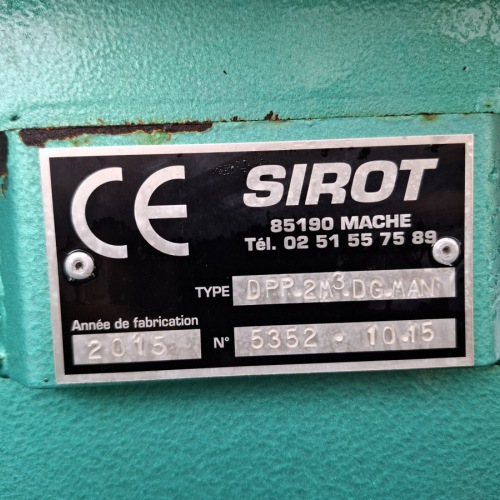 CE
SIROT
85190 MACHE
Tél. 02 51 55 75 89
TYPE DPP.2M³.DG.MAN
Année de fabrication
2015
N° 5352 . 10.15